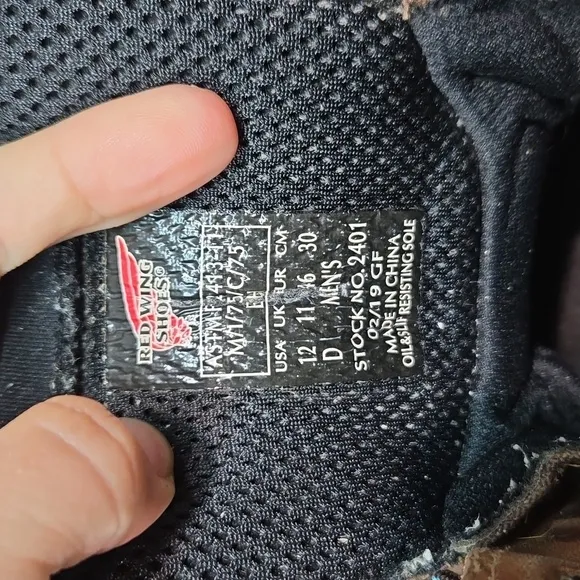 RED WING
SHOES®
ASTM F2413-11
M/I/75/C/75
EH
USA UK EUR CM
12 11 46 30
D MEN'S
STOCK NO. 2401
02/19 GF
MADE IN CHINA
OIL&SLIP RESISTING SOLE